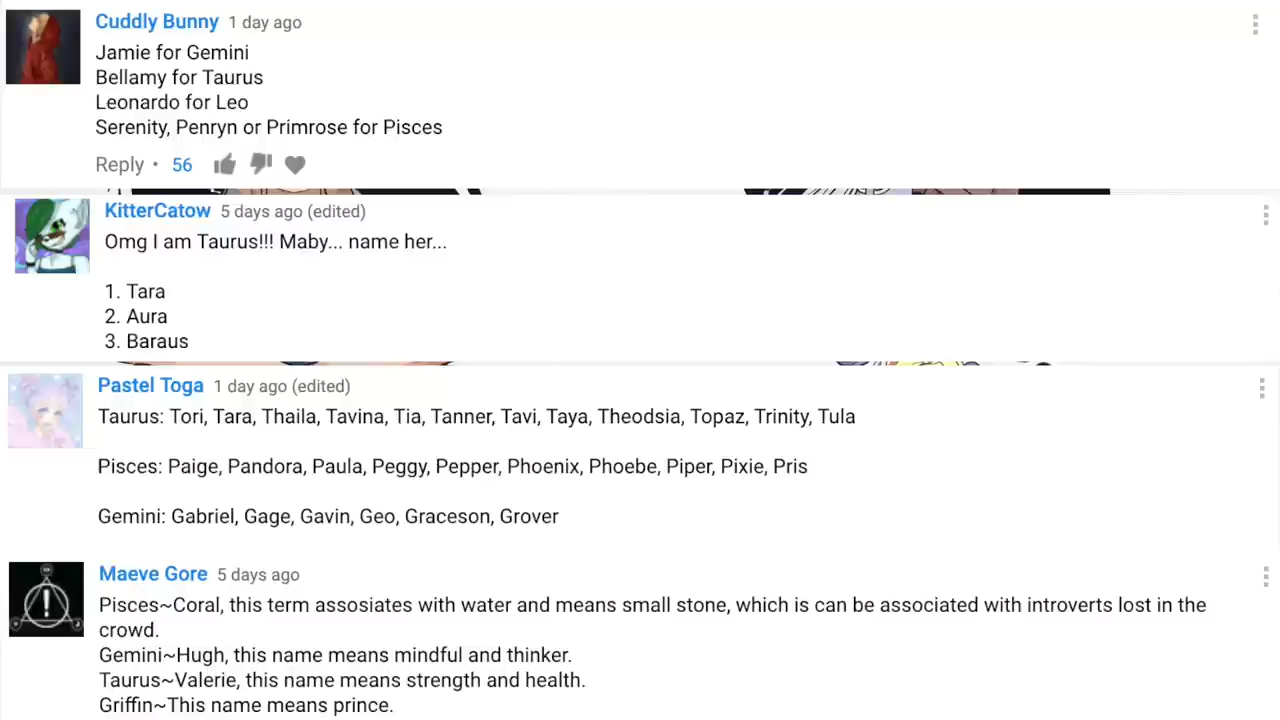 Cuddly Bunny 1 day ago
Jamie for Gemini
Bellamy for Taurus
Leonardo for Leo
Serenity, Penryn or Primrose for Pisces
Reply • 56
KitterCatow 5 days ago (edited)
Omg I am Taurus!!! Maby... name her...
1. Tara
2. Aura
3. Baraus
Pastel Toga 1 day ago (edited)
Taurus: Tori, Tara, Thaila, Tavina, Tia, Tanner, Tavi, Taya, Theodsia, Topaz, Trinity, Tula
Pisces: Paige, Pandora, Paula, Peggy, Pepper, Phoenix, Phoebe, Piper, Pixie, Pris
Gemini: Gabriel, Gage, Gavin, Geo, Graceson, Grover
Maeve Gore 5 days ago
Pisces~Coral, this term assosiates with water and means small stone, which is can be associated with introverts lost in the
crowd.
Gemini~Hugh, this name means mindful and thinker.
Taurus~Valerie, this name means strength and health.
Griffin~This name means prince.